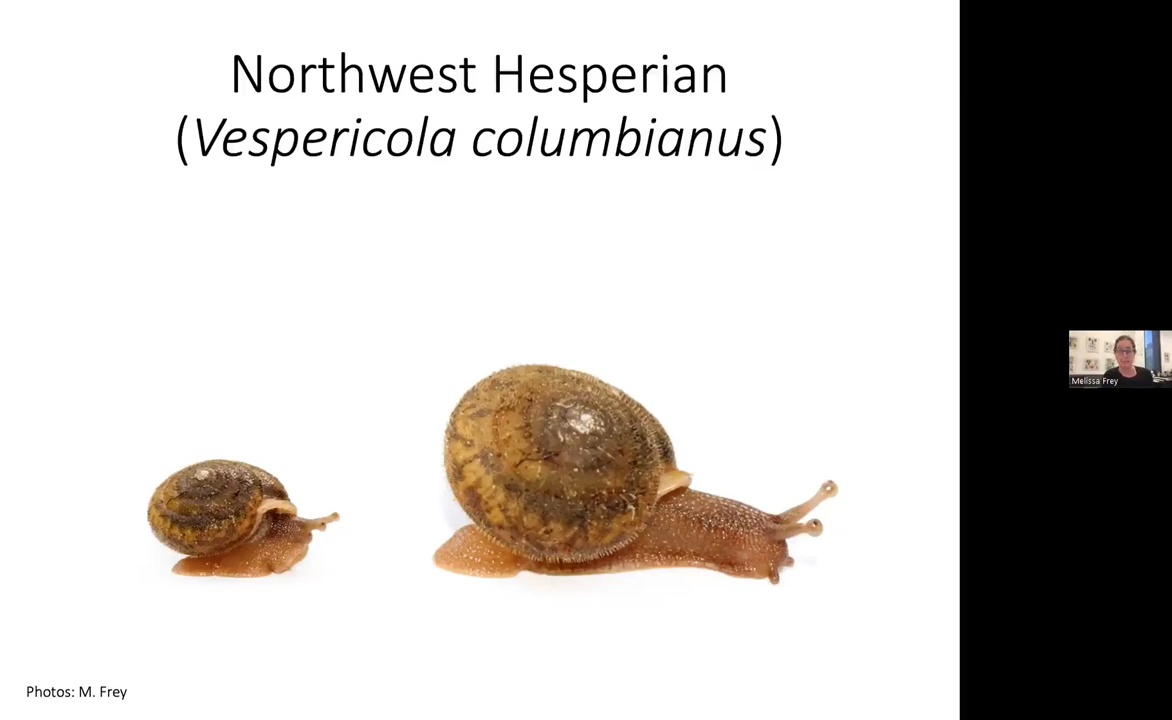 Northwest Hesperian
(Vespericola columbianus)
Melissa Frey
Photos: M. Frey